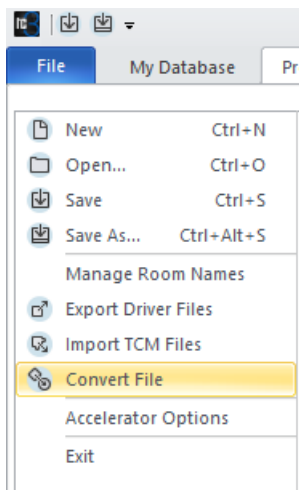 File My Database Pr
New Ctrl+N
Open... Ctrl+O
Save Ctrl+S
Save As... Ctrl+Alt+S
Manage Room Names
Export Driver Files
Import TCM Files
Convert File
Accelerator Options
Exit